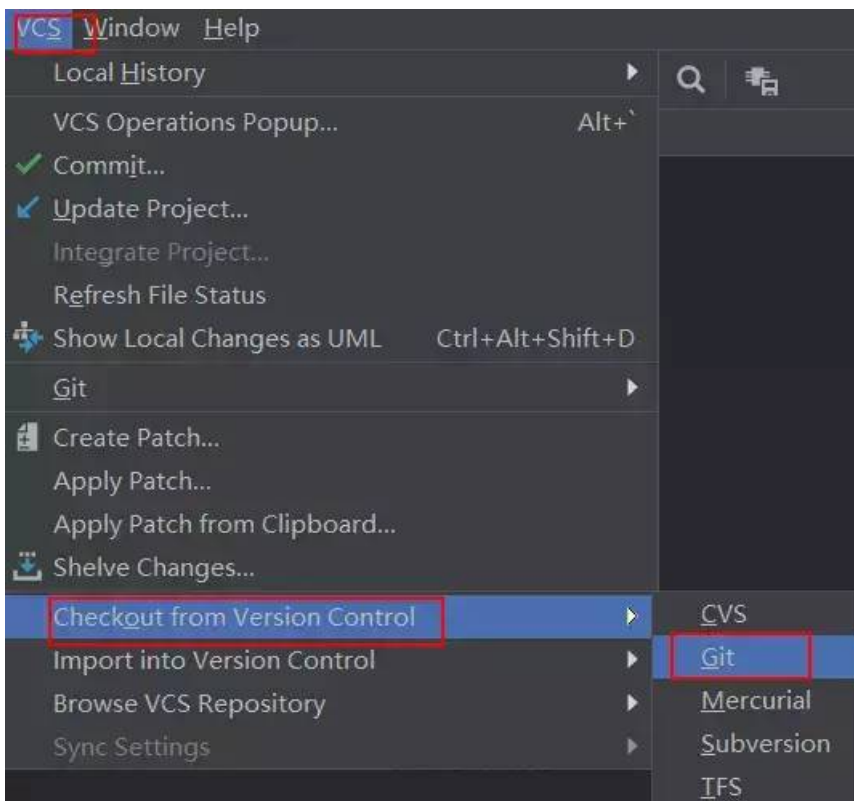 VCS Window Help
Local History
VCS Operations Popup... Alt+`
Commit...
Update Project...
Integrate Project...
Refresh File Status
Show Local Changes as UML Ctrl+Alt+Shift+D
Git
Create Patch...
Apply Patch...
Apply Patch from Clipboard...
Shelve Changes...
Checkout from Version Control
CVS
Import into Version Control
Git
Browse VCS Repository
Mercurial
Sync Settings
Subversion
TFS